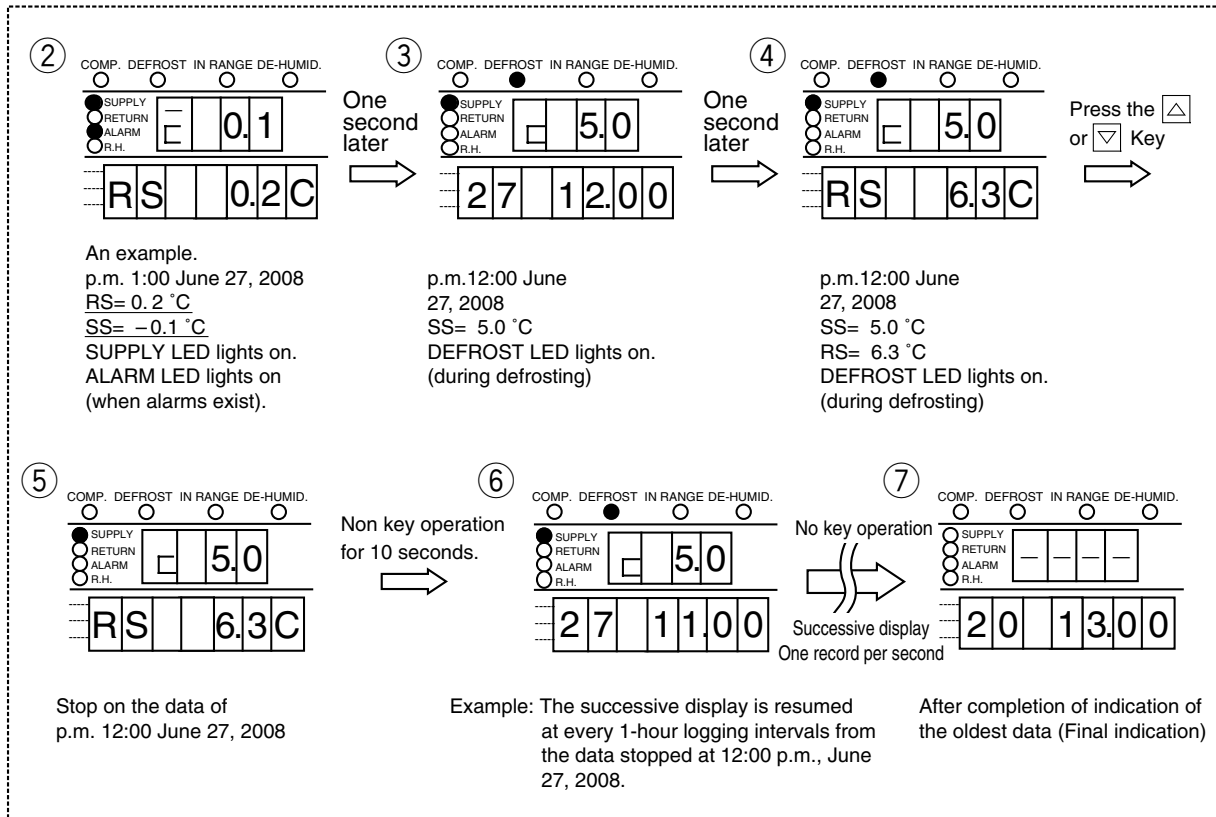 ②
COMP. DEFROST IN RANGE DE-HUMID.
SUPPLY
RETURN
ALARM
R.H.
0.1
RS 0.2C
One
second
later
③
COMP. DEFROST IN RANGE DE-HUMID.
SUPPLY
RETURN
ALARM
R.H.
5.0
27 12.00
One
second
later
④
COMP. DEFROST IN RANGE DE-HUMID.
SUPPLY
RETURN
ALARM
R.H.
5.0
RS 6.3C
Press the △
or ▽ Key
An example.
p.m. 1:00 June 27, 2008
RS= 0. 2 ˚C
SS= –0.1 ˚C
SUPPLY LED lights on.
ALARM LED lights on
(when alarms exist).
p.m.12:00 June
27, 2008
SS= 5.0 ˚C
DEFROST LED lights on.
(during defrosting)
p.m.12:00 June
27, 2008
SS= 5.0 ˚C
RS= 6.3 ˚C
DEFROST LED lights on.
(during defrosting)
⑤
COMP. DEFROST IN RANGE DE-HUMID.
SUPPLY
RETURN
ALARM
R.H.
5.0
RS 6.3C
Non key operation
for 10 seconds.
⑥
COMP. DEFROST IN RANGE DE-HUMID.
SUPPLY
RETURN
ALARM
R.H.
5.0
27 11.00
No key operation
Successive display
One record per second
⑦
COMP. DEFROST IN RANGE DE-HUMID.
SUPPLY
RETURN
ALARM
R.H.
– – – –
20 13.00
Stop on the data of
p.m. 12:00 June 27, 2008
Example: The successive display is resumed
at every 1-hour logging intervals from
the data stopped at 12:00 p.m., June
27, 2008.
After completion of indication of
the oldest data (Final indication)